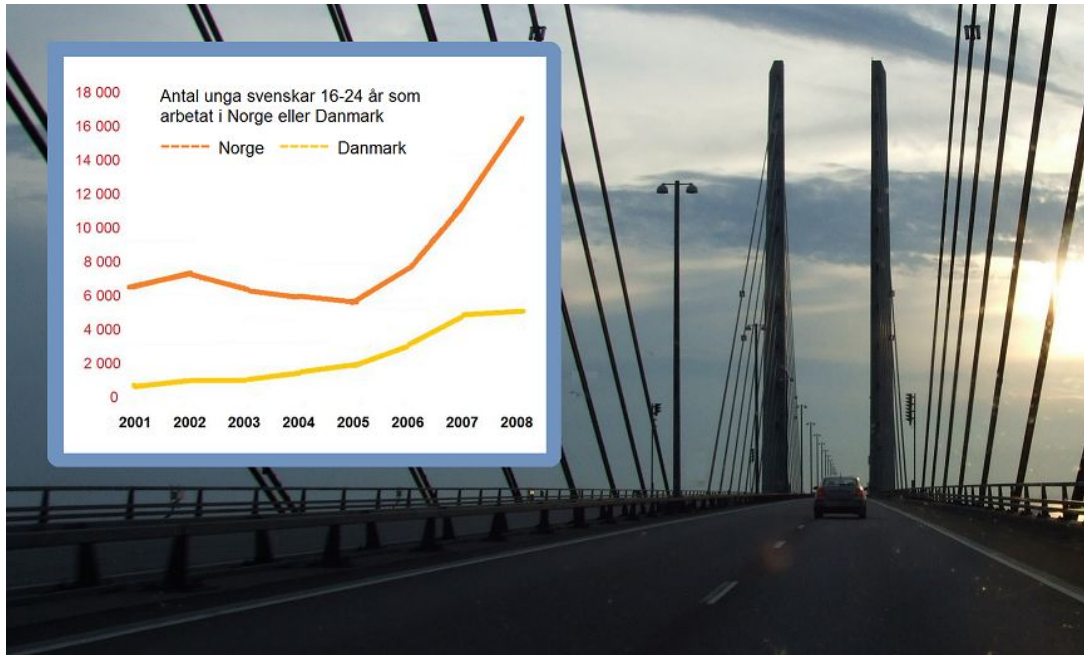 Antal unga svenskar 16-24 år som
arbetat i Norge eller Danmark
Norge Danmark
18 000
16 000
14 000
12 000
10 000
8 000
6 000
4 000
2 000
0
2001 2002 2003 2004 2005 2006 2007 2008